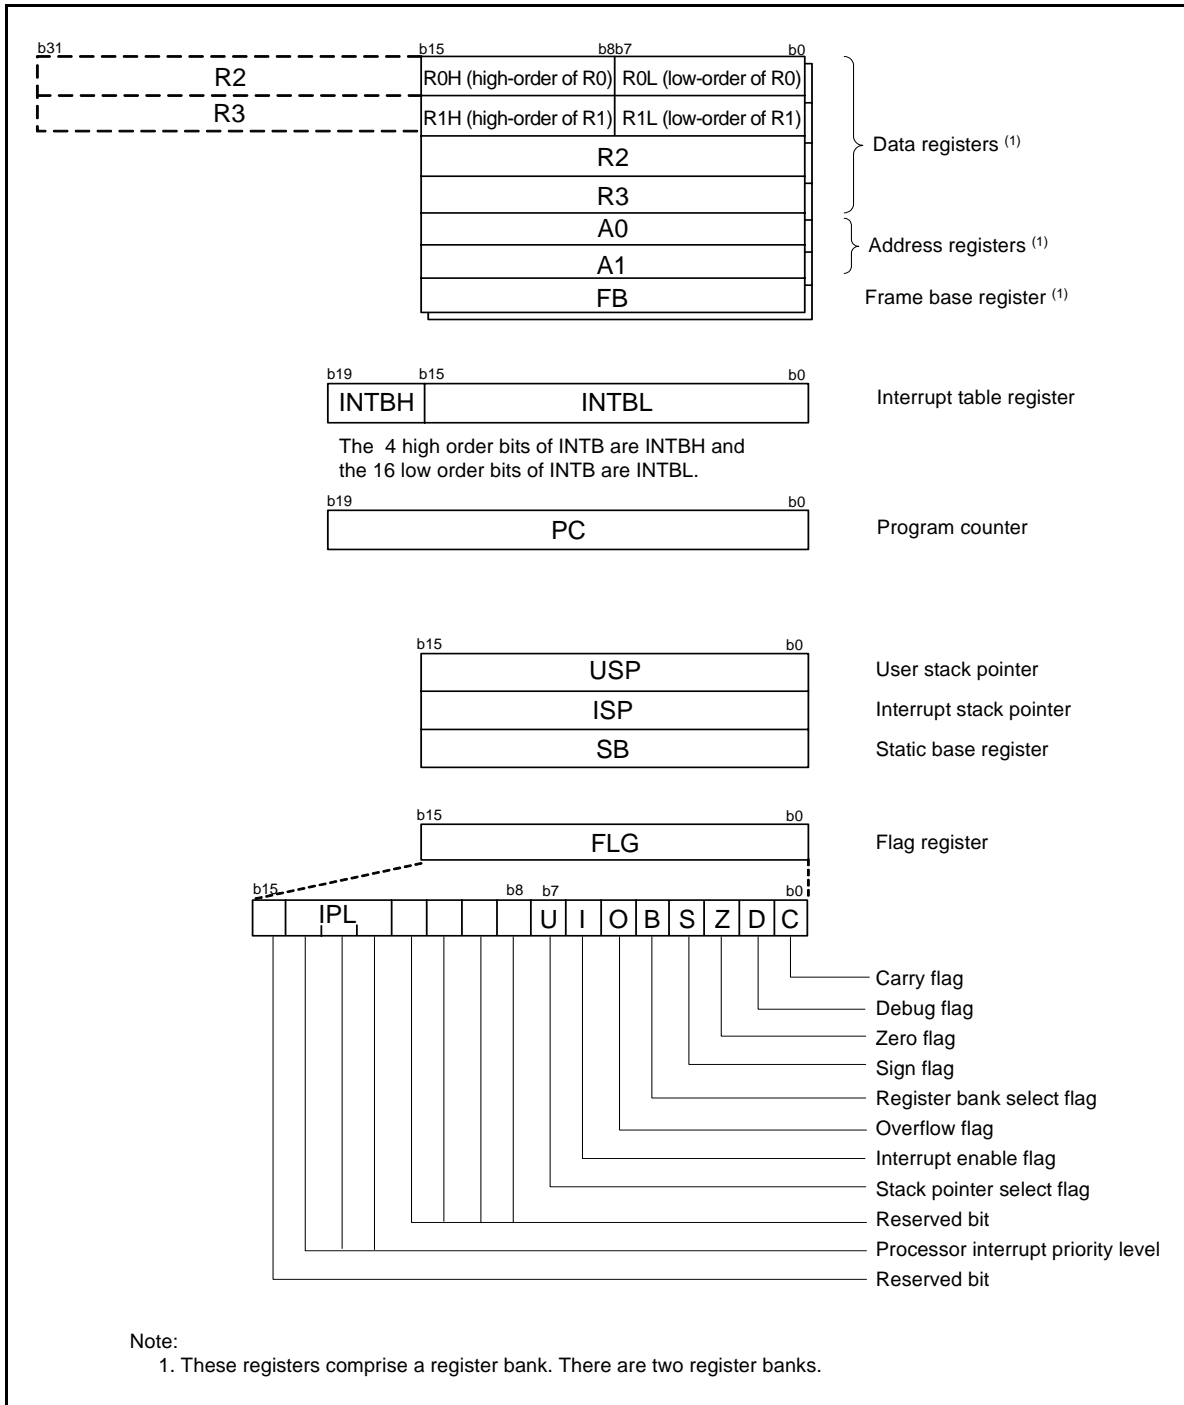 b31 b15 b8b7 b0
R2 R0H (high-order of R0) R0L (low-order of R0)
R3 R1H (high-order of R1) R1L (low-order of R1)
Data registers (1)
R2
R3
A0
Address registers (1)
A1
FB Frame base register (1)
b19 b15 b0
INTBH INTBL Interrupt table register
The 4 high order bits of INTB are INTBH and
the 16 low order bits of INTB are INTBL.
b19 b0
PC Program counter
b15 b0
USP User stack pointer
ISP Interrupt stack pointer
SB Static base register
b15 b0
FLG Flag register
b15 b8 b7 b0
IPL U I O B S Z D C
Carry flag
Debug flag
Zero flag
Sign flag
Register bank select flag
Overflow flag
Interrupt enable flag
Stack pointer select flag
Reserved bit
Processor interrupt priority level
Reserved bit
Note:
1. These registers comprise a register bank. There are two register banks.